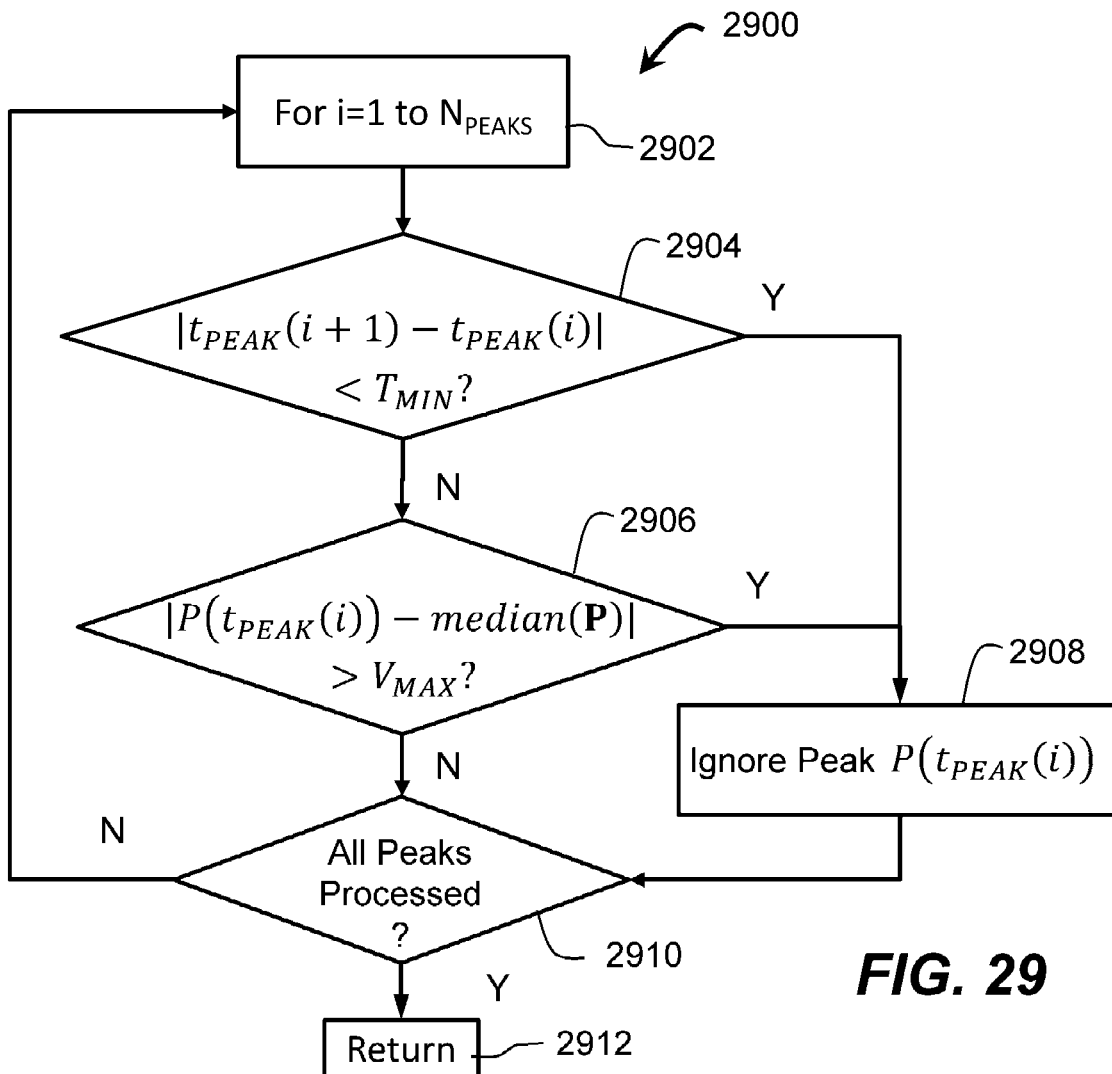 2900
For i=1 to N_PEAKS
2902
2904
Y
|t_PEAK(i + 1) − t_PEAK(i)|
< T_MIN?
N
2906
Y
|P(t_PEAK(i)) − median(𝐏)|
> V_MAX?
2908
Ignore Peak P(t_PEAK(i))
N
N
All Peaks
Processed
?
2910
Y
FIG. 29
Return
2912